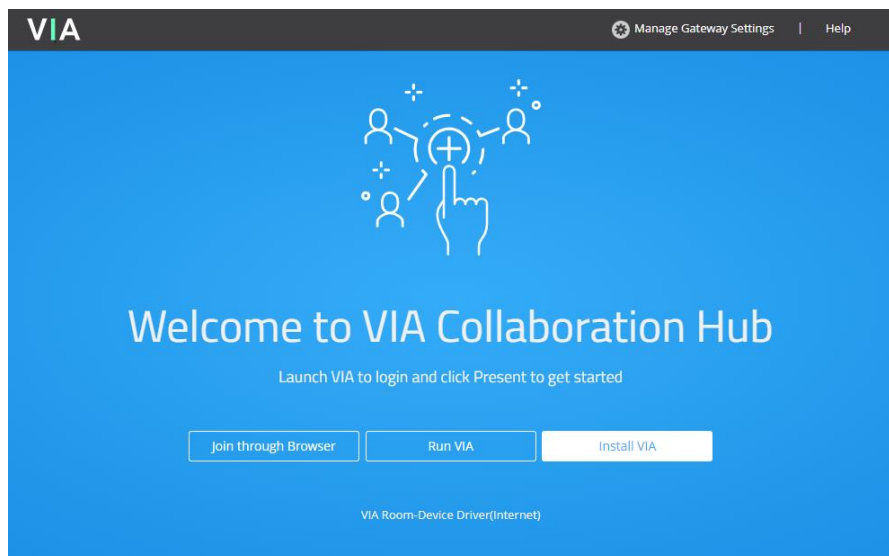 VIA
Manage Gateway Settings | Help
Welcome to VIA Collaboration Hub
Launch VIA to login and click Present to get started
Join through Browser
Run VIA
Install VIA
VIA Room-Device Driver(Internet)